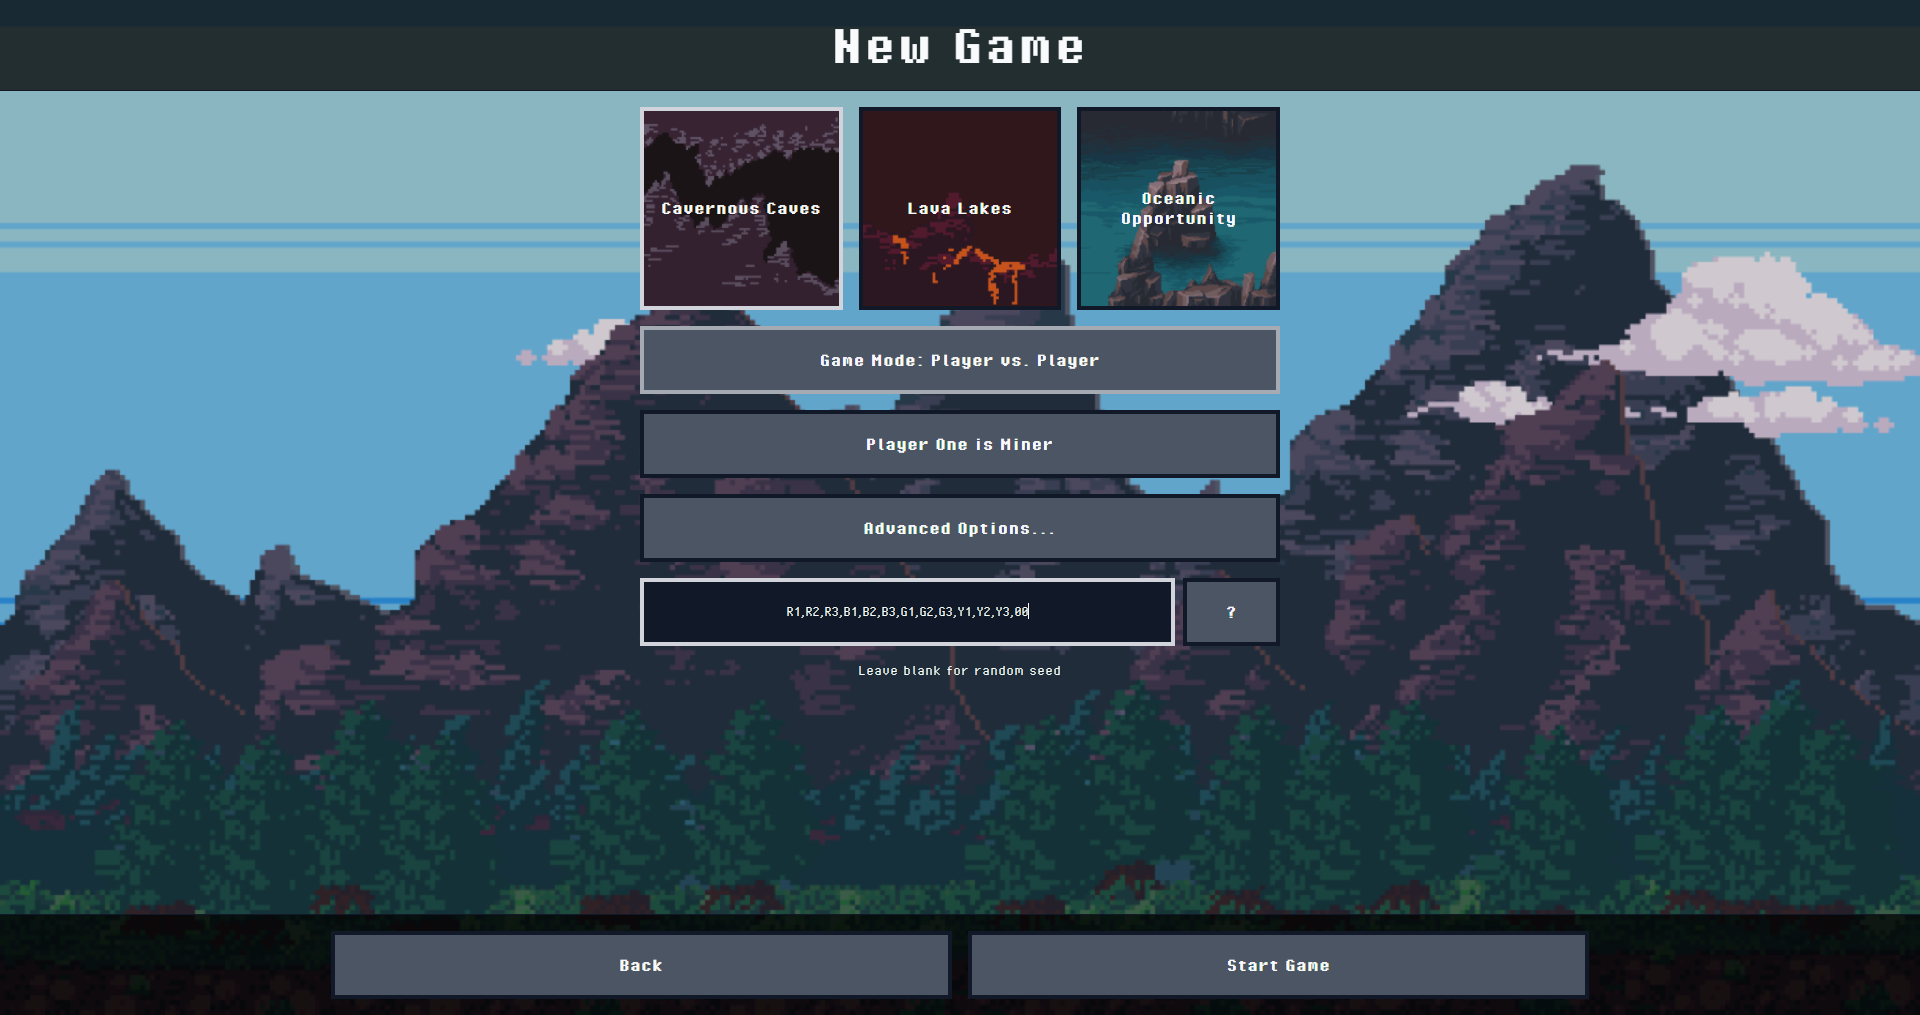 New Game
Cavernous Caves
Lava Lakes
Oceanic
Opportunity
Game Mode: Player vs. Player
Player One is Miner
Advanced Options...
R1,R2,R3,B1,B2,B3,G1,G2,G3,Y1,Y2,Y3,00
?
Leave blank for random seed
Back
Start Game